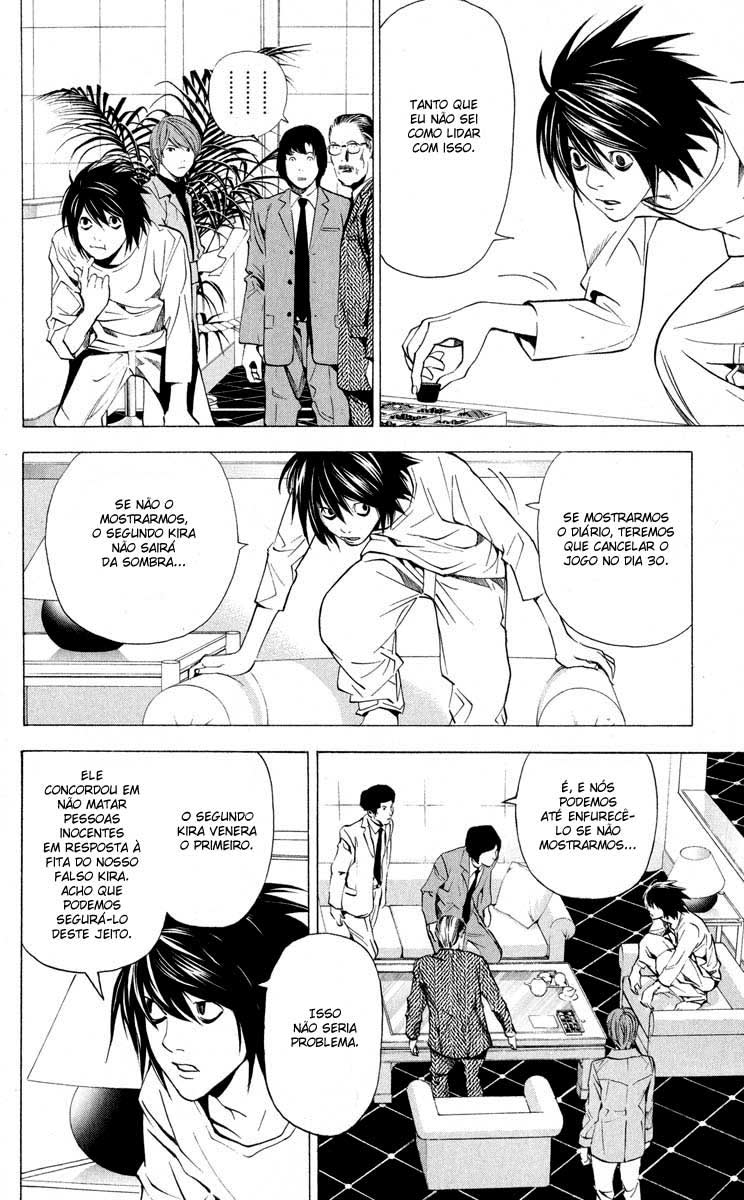 TANTO QUE
EU NÃO SEI
COMO LIDAR
COM ISSO.
SE MOSTRARMOS
O DIÁRIO, TEREMOS
QUE CANCELAR O
JOGO NO DIA 30.
SE NÃO O
MOSTRARMOS,
O SEGUNDO KIRA
NÃO SAIRÁ
DA SOMBRA...
É, E NÓS
PODEMOS
ATÉ ENFURECÊ-
LO SE NÃO
MOSTRARMOS...
ISSO
NÃO SERIA
PROBLEMA.
O SEGUNDO
KIRA VENERA
O PRIMEIRO.
ELE
CONCORDOU EM
NÃO MATAR
PESSOAS
INOCENTES
EM RESPOSTA À
FITA DO NOSSO
FALSO KIRA.
ACHO QUE
PODEMOS
SEGURÁ-LO
DESTE JEITO.